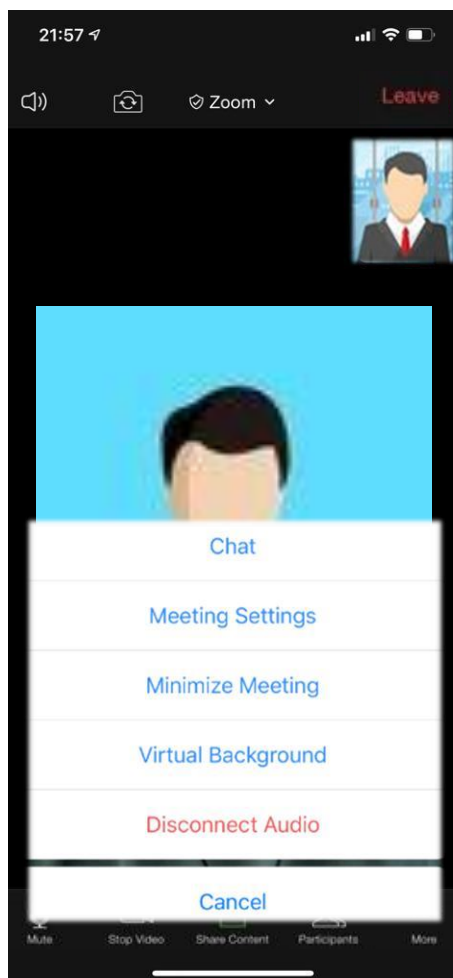 21:57
Zoom
Leave
Chat
Meeting Settings
Minimize Meeting
Virtual Background
Disconnect Audio
Cancel
Mute Stop Video Share Content Participants More